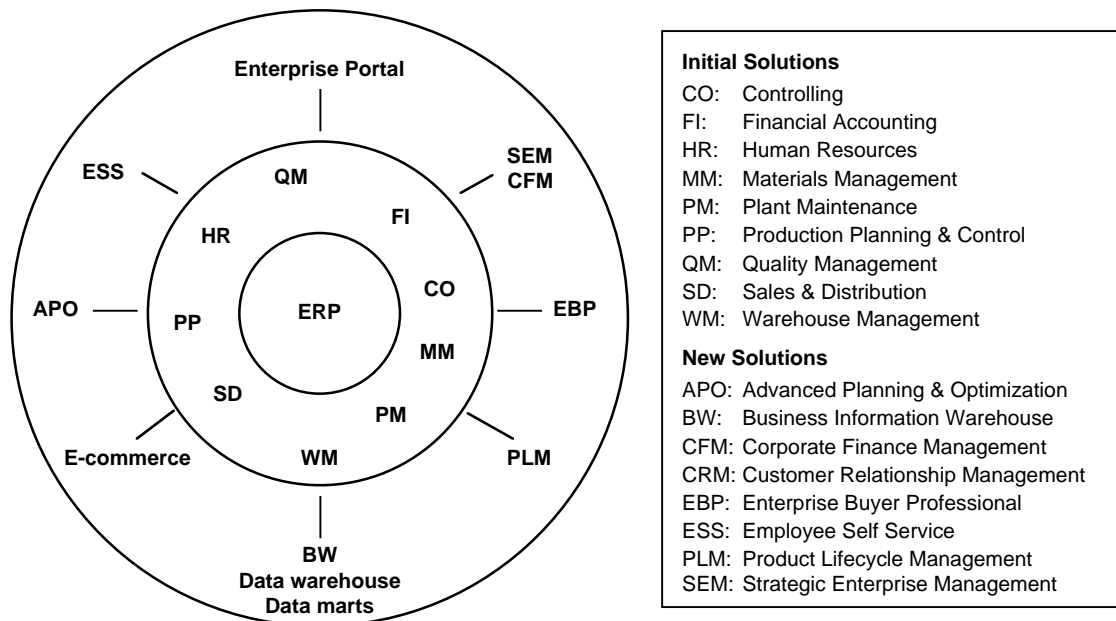 Enterprise Portal
ESS
SEM
CFM
QM
FI
HR
APO
PP
ERP
CO
EBP
MM
SD
PM
E-commerce
WM
PLM
BW
Data warehouse
Data marts
Initial Solutions
CO: Controlling
FI: Financial Accounting
HR: Human Resources
MM: Materials Management
PM: Plant Maintenance
PP: Production Planning & Control
QM: Quality Management
SD: Sales & Distribution
WM: Warehouse Management
New Solutions
APO: Advanced Planning & Optimization
BW: Business Information Warehouse
CFM: Corporate Finance Management
CRM: Customer Relationship Management
EBP: Enterprise Buyer Professional
ESS: Employee Self Service
PLM: Product Lifecycle Management
SEM: Strategic Enterprise Management